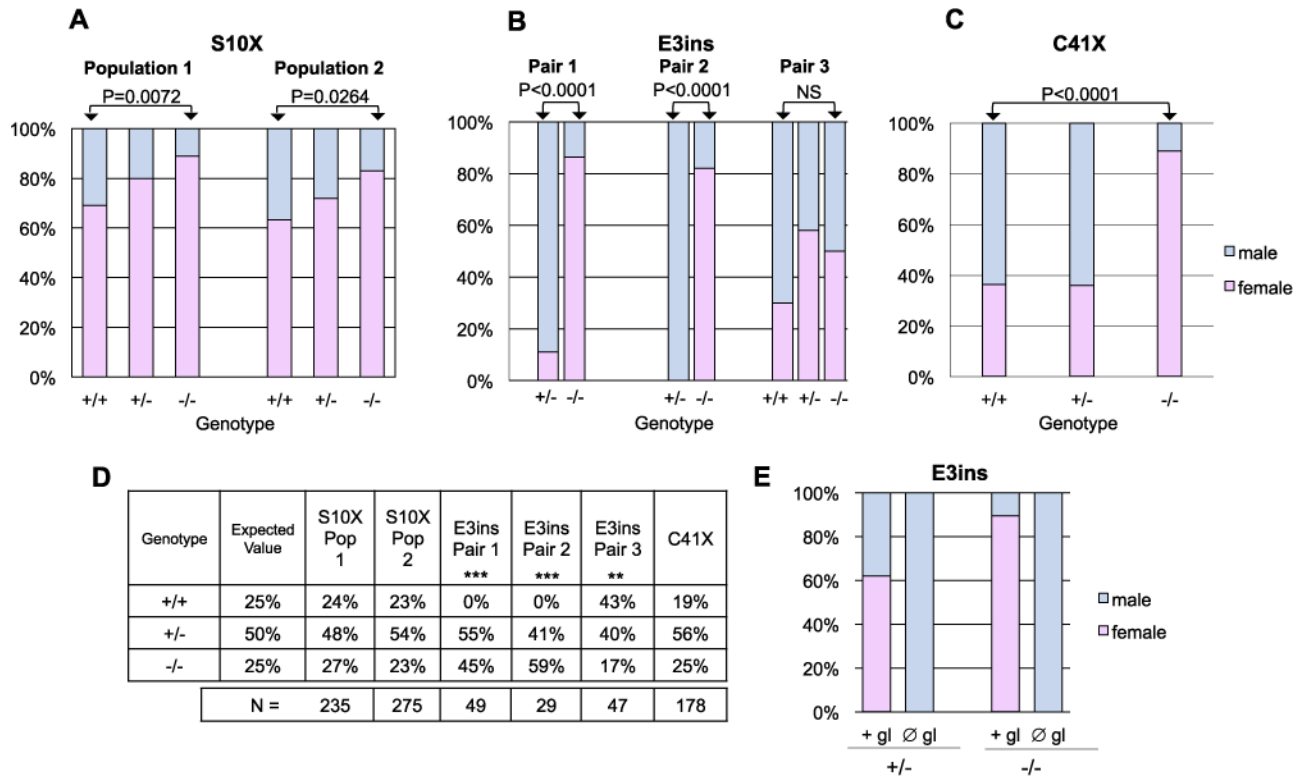 A
S10X
Population 1 Population 2
P=0.0072 P=0.0264
100%
80%
60%
40%
20%
0%
+/+ +/- -/- +/+ +/- -/-
Genotype
B
E3ins
Pair 1 Pair 2 Pair 3
P<0.0001 P<0.0001 NS
100%
80%
60%
40%
20%
0%
+/- -/- +/- -/- +/+ +/- -/-
Genotype
C
C41X
P<0.0001
100%
80%
60%
40%
20%
0%
+/+ +/- -/-
Genotype
male
female
D
Genotype Expected Value S10X Pop 1 S10X Pop 2 E3ins Pair 1 *** E3ins Pair 2 *** E3ins Pair 3 ** C41X
+/+ 25% 24% 23% 0% 0% 43% 19%
+/- 50% 48% 54% 55% 41% 40% 56%
-/- 25% 27% 23% 45% 59% 17% 25%
N = 235 275 49 29 47 178
E
E3ins
100%
80%
60%
40%
20%
0%
+ gl ∅ gl + gl ∅ gl
+/- -/-
male
female